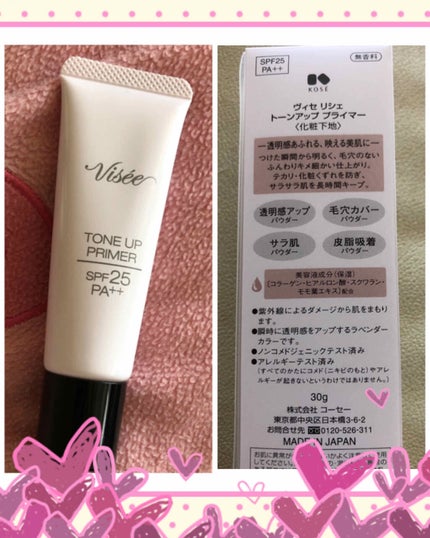 Visée
TONE UP
PRIMER
SPF25
PA++
SPF25
PA++
無香料
KOSÉ
ヴィセ リシェ
トーンアップ プライマー
〈化粧下地〉
―透明感あふれる、映える美肌に―
つけた瞬間から明るく、毛穴のない
ふんわりキメ細かい仕上がり。
テカリ・化粧くずれを防ぎ、
サラサラ肌を長時間キープ。
透明感アップ
パウダー
毛穴カバー
パウダー
サラ肌
パウダー
皮脂吸着
パウダー
美容液成分(保湿)
[コラーゲン・ヒアルロン酸・スクワラン・
モモ葉エキス]配合
●紫外線によるダメージから肌をまもり
ます。
●瞬時に透明感をアップするラベンダー
カラーです。
●ノンコメドジェニックテスト済み
●アレルギーテスト済み
(すべてのかたにコメド(ニキビのもと)やアレ
ルギーが起きないというわけではありません。)
30g
株式会社 コーセー
東京都中央区日本橋3-6-2
お問合せ先 0120-526-311
MADE IN JAPAN